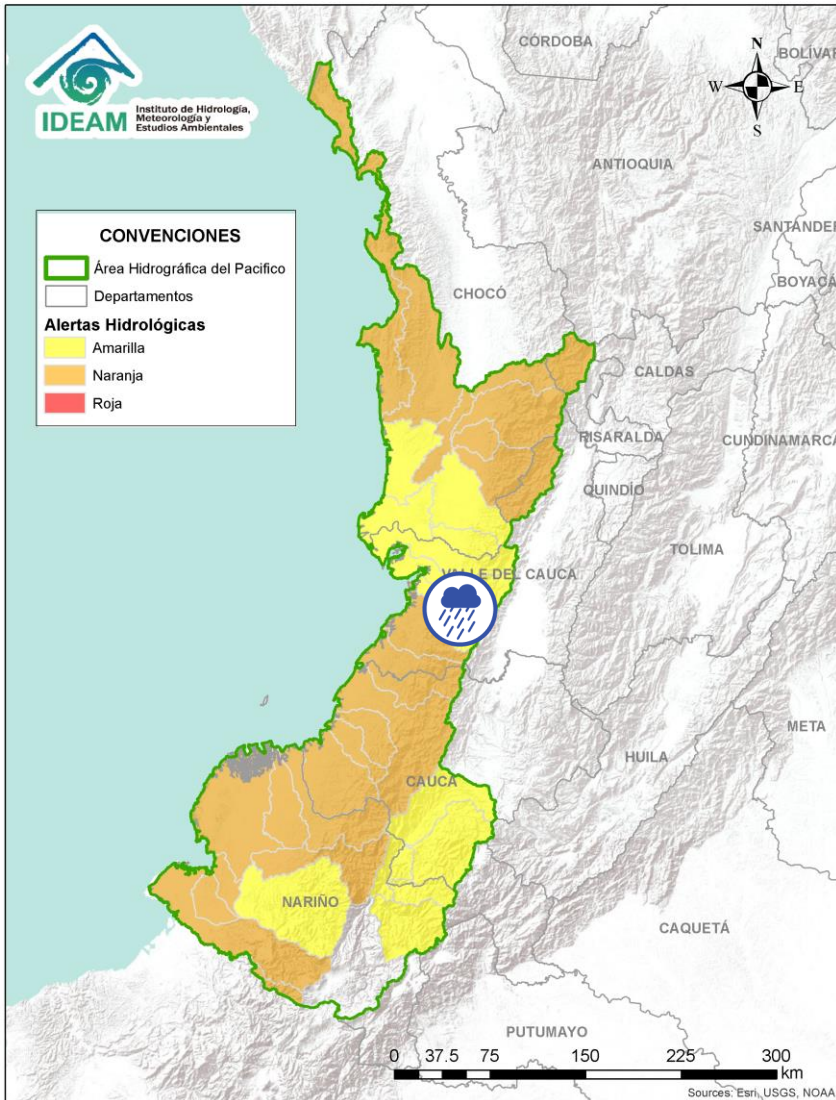 IDEAM
Instituto de Hidrología,
Meteorología y
Estudios Ambientales
CÓRDOBA
BOLÍVAR
N
W
E
S
ANTIOQUIA
SANTANDER
BOYACÁ
CONVENCIONES
Área Hidrográfica del Pacifico
Departamentos
Alertas Hidrológicas
Amarilla
Naranja
Roja
CHOCÓ
CALDAS
RISARALDA
CUNDINAMARCA
QUINDÍO
TOLIMA
VALLE DEL CAUCA
META
HUILA
CAUCA
NARIÑO
CAQUETÁ
PUTUMAYO
0 37.5 75 150 225 300
km
Sources: Esri, USGS, NOAA